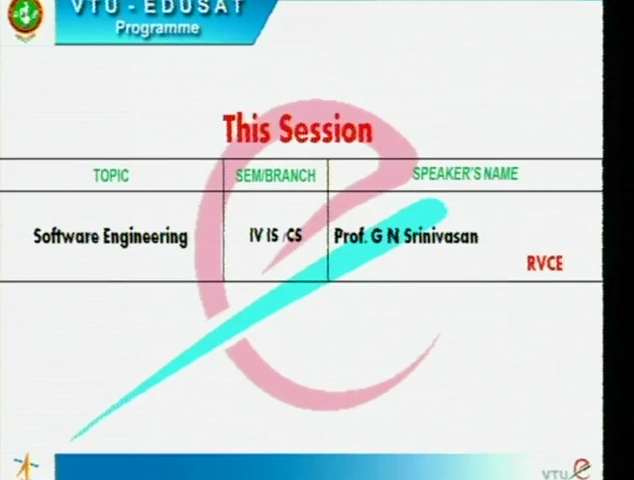 VTU - EDUSAT
Programme
This Session
TOPIC SEM/BRANCH SPEAKER'S NAME
Software Engineering IV IS /CS Prof. G N Srinivasan
RVCE
VTU e